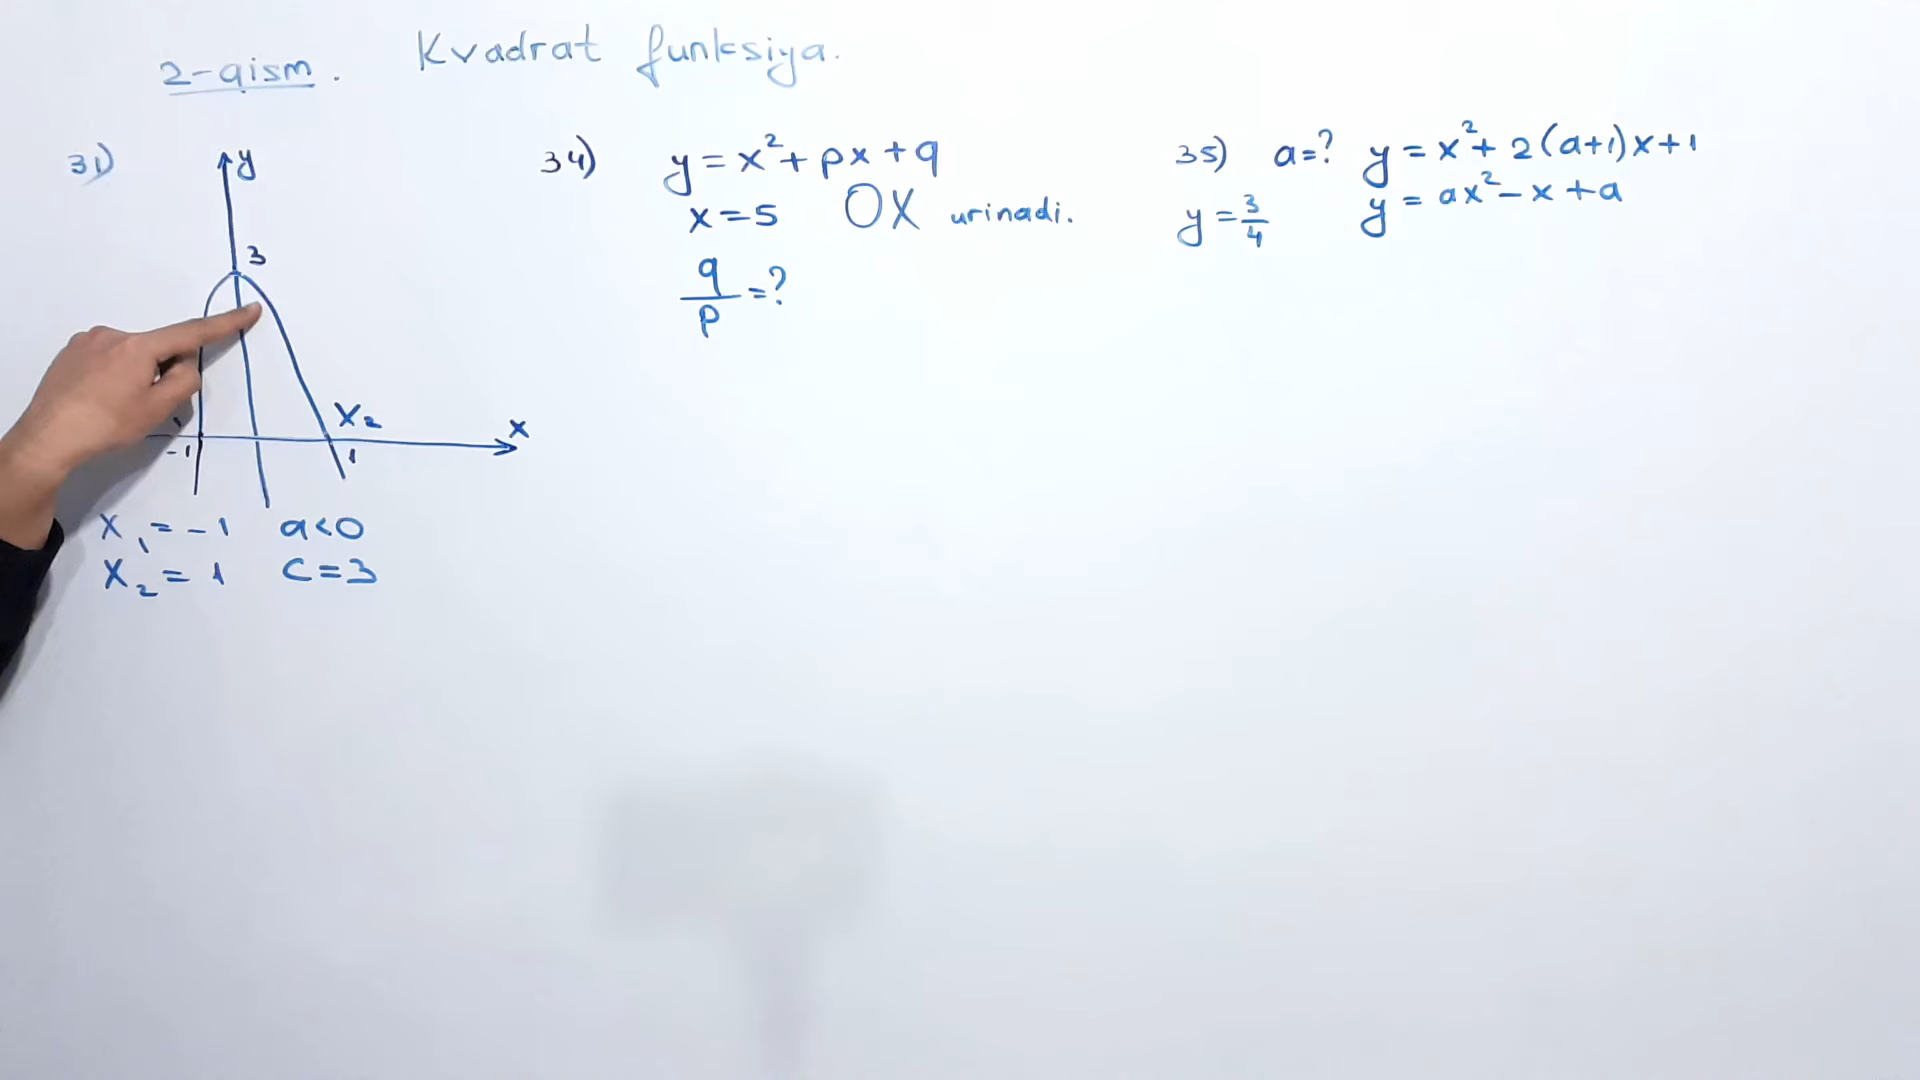 2-qism. Kvadrat funksiya.
31)
y
3
x₂
x
-1
1
x₁ = -1 a<0
x₂ = 1 c=3
34) y = x² + px + q
x=5 OX urinadi.
q/p = ?
35) a=? y = x² + 2(a+1)x+1
y = 3/4 y = ax² - x + a